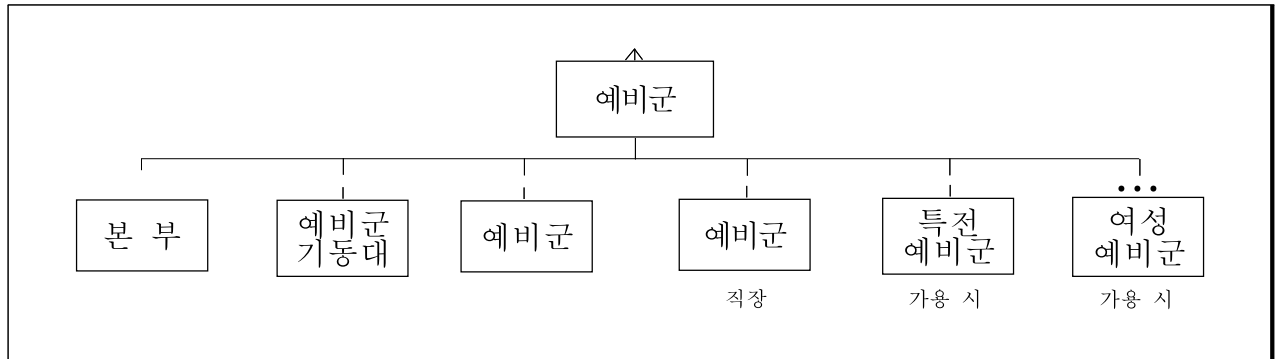 예비군
본 부
예비군
기동대
예비군
예비군
특전
예비군
여성
예비군
직장
가용 시
가용 시